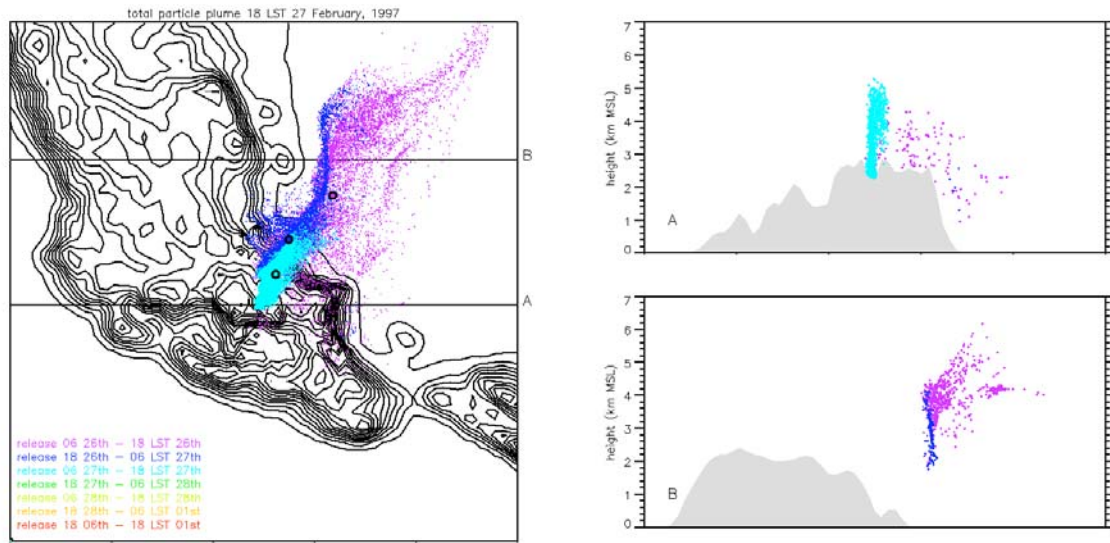 total particle plume 18 LST 27 February, 1997
B
A
release 06 26th – 18 LST 26th
release 18 26th – 06 LST 27th
release 06 27th – 18 LST 27th
release 18 27th – 06 LST 28th
release 06 28th – 18 LST 28th
release 18 28th – 06 LST 01st
release 18 06th – 18 LST 01st
7
6
5
4
3
2
1
0
height (km MSL)
A
7
6
5
4
3
2
1
0
height (km MSL)
B